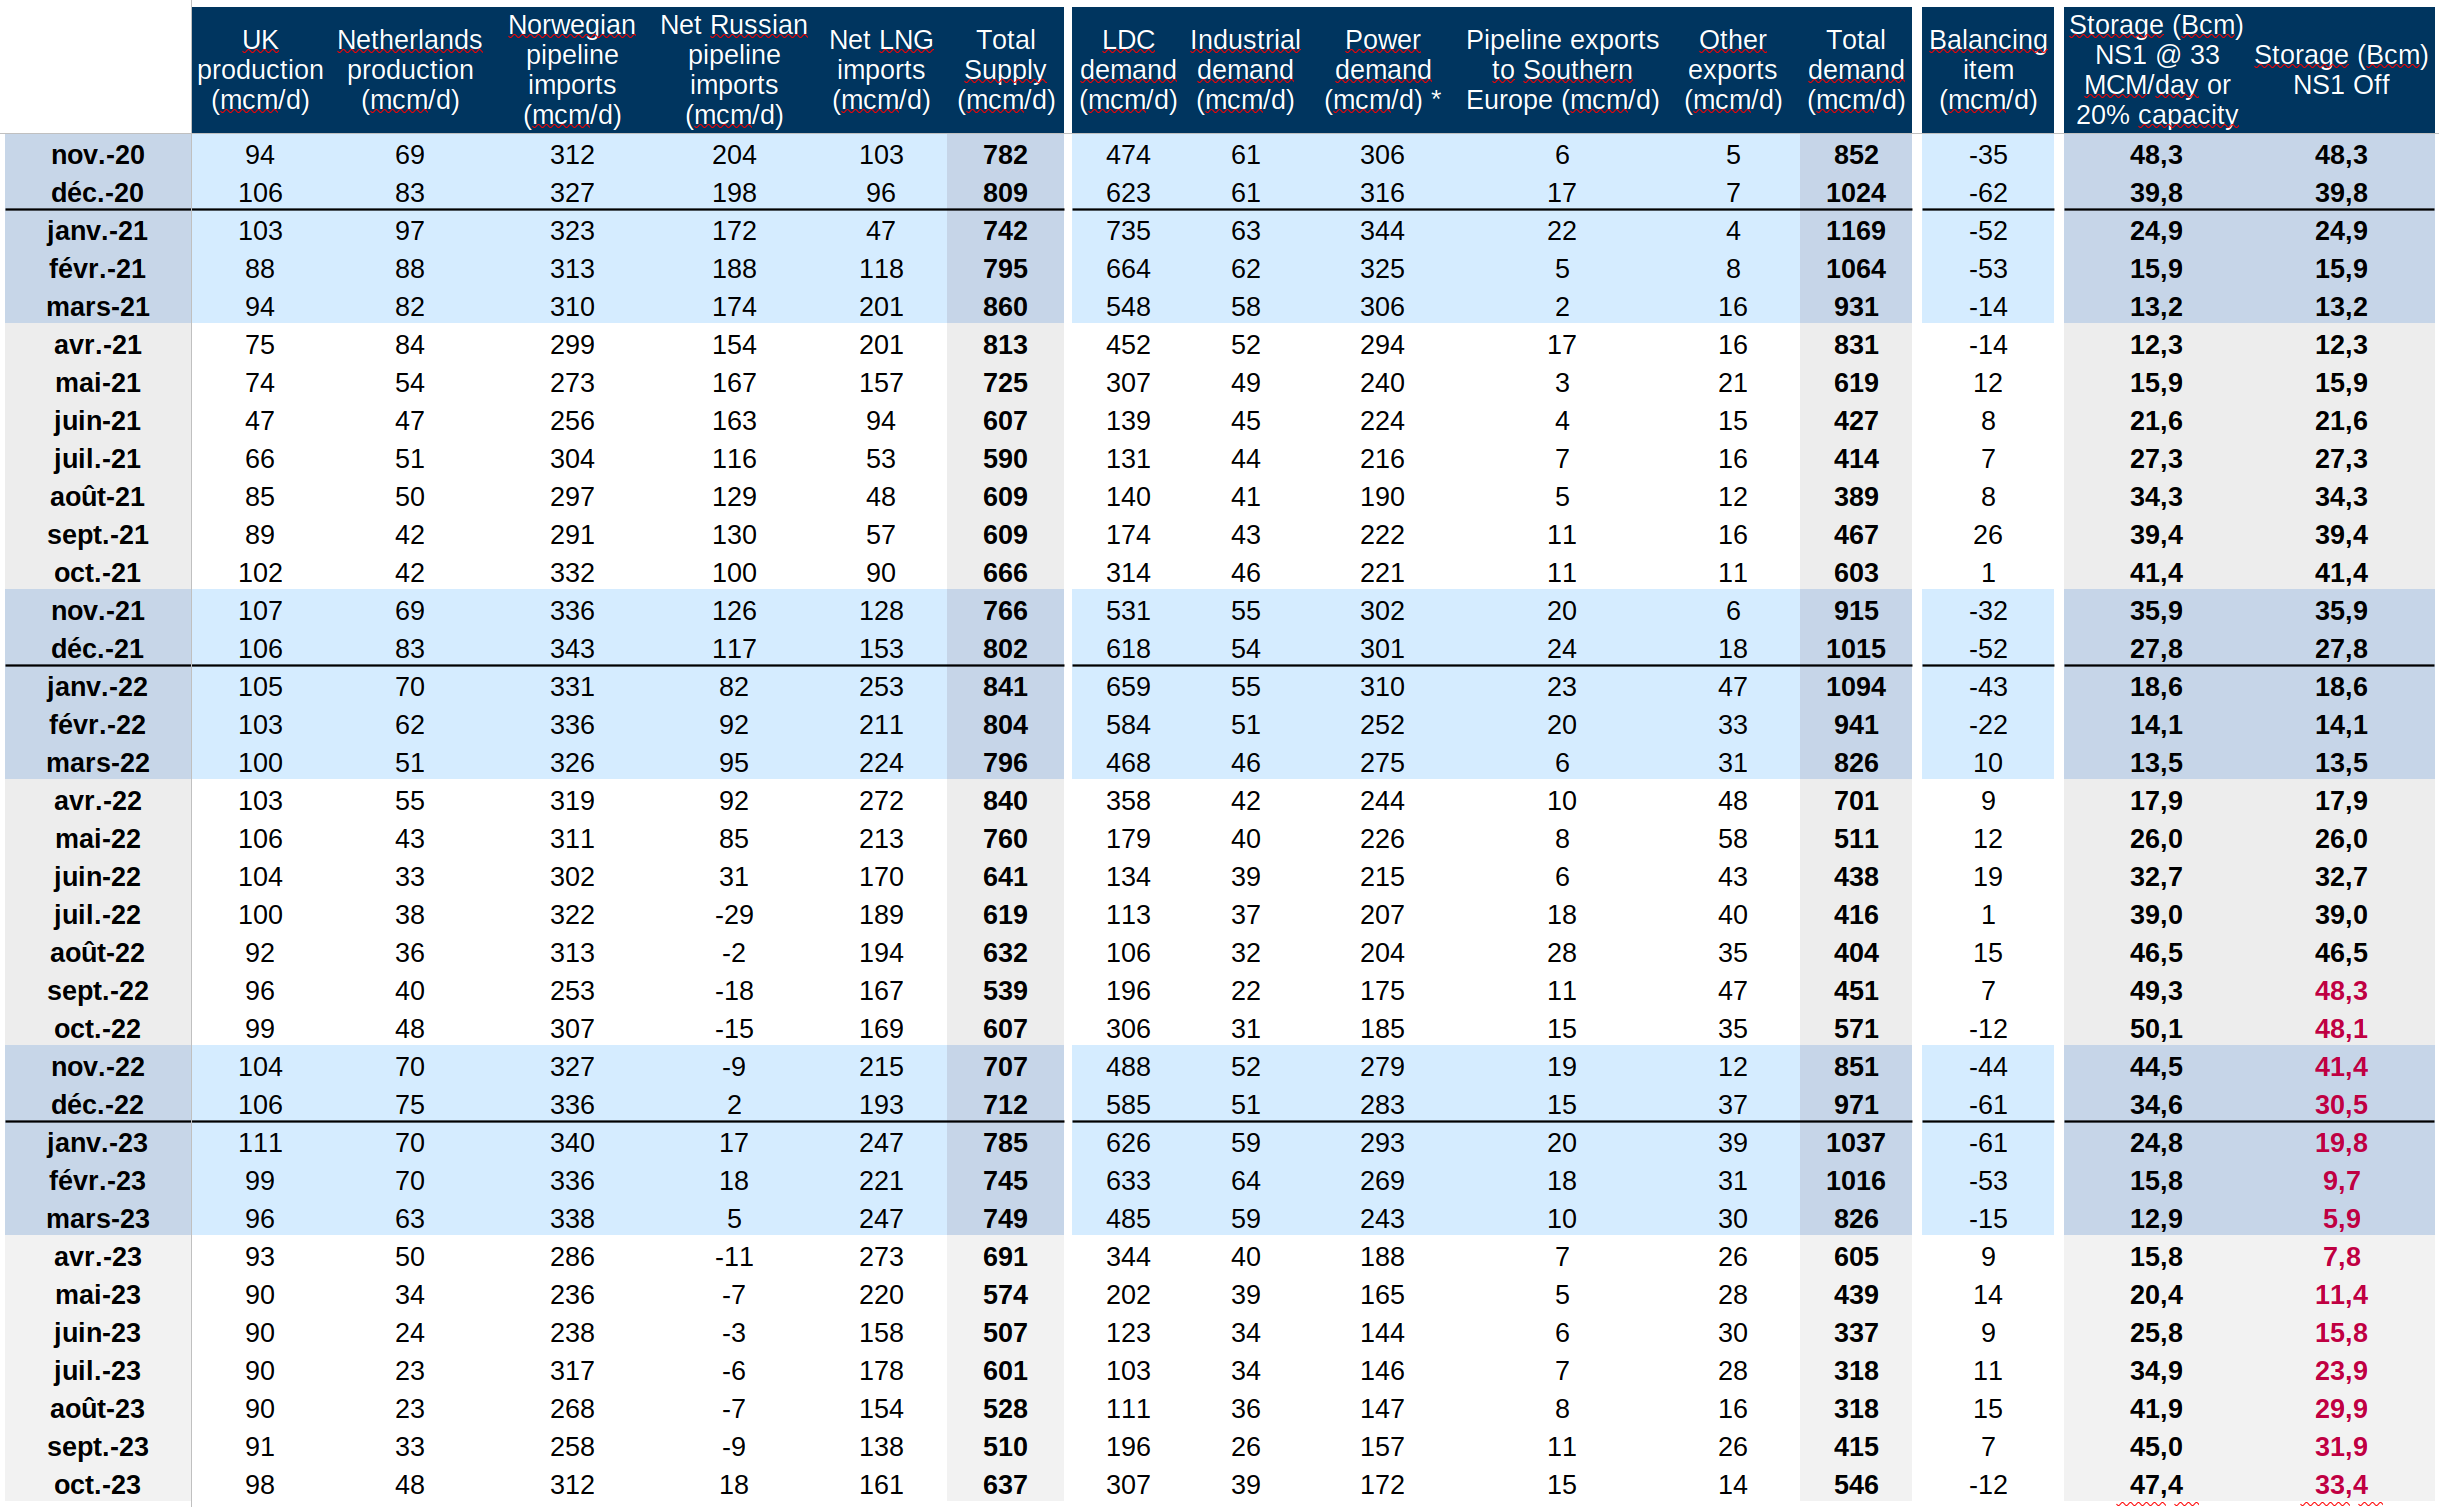 UK production (mcm/d) Netherlands production (mcm/d) Norwegian pipeline imports (mcm/d) Net Russian pipeline imports (mcm/d) Net LNG imports (mcm/d) Total Supply (mcm/d) LDC demand (mcm/d) Industrial demand (mcm/d) Power demand (mcm/d) * Pipeline exports to Southern Europe (mcm/d) Other exports (mcm/d) Total demand (mcm/d) Balancing item (mcm/d) Storage (Bcm) NS1 @ 33 MCM/day or 20% capacity Storage (Bcm) NS1 Off
nov.-20 94 69 312 204 103 782 474 61 306 6 5 852 -35 48,3 48,3
déc.-20 106 83 327 198 96 809 623 61 316 17 7 1024 -62 39,8 39,8
janv.-21 103 97 323 172 47 742 735 63 344 22 4 1169 -52 24,9 24,9
févr.-21 88 88 313 188 118 795 664 62 325 5 8 1064 -53 15,9 15,9
mars-21 94 82 310 174 201 860 548 58 306 2 16 931 -14 13,2 13,2
avr.-21 75 84 299 154 201 813 452 52 294 17 16 831 -14 12,3 12,3
mai-21 74 54 273 167 157 725 307 49 240 3 21 619 12 15,9 15,9
juin-21 47 47 256 163 94 607 139 45 224 4 15 427 8 21,6 21,6
juil.-21 66 51 304 116 53 590 131 44 216 7 16 414 7 27,3 27,3
août-21 85 50 297 129 48 609 140 41 190 5 12 389 8 34,3 34,3
sept.-21 89 42 291 130 57 609 174 43 222 11 16 467 26 39,4 39,4
oct.-21 102 42 332 100 90 666 314 46 221 11 11 603 1 41,4 41,4
nov.-21 107 69 336 126 128 766 531 55 302 20 6 915 -32 35,9 35,9
déc.-21 106 83 343 117 153 802 618 54 301 24 18 1015 -52 27,8 27,8
janv.-22 105 70 331 82 253 841 659 55 310 23 47 1094 -43 18,6 18,6
févr.-22 103 62 336 92 211 804 584 51 252 20 33 941 -22 14,1 14,1
mars-22 100 51 326 95 224 796 468 46 275 6 31 826 10 13,5 13,5
avr.-22 103 55 319 92 272 840 358 42 244 10 48 701 9 17,9 17,9
mai-22 106 43 311 85 213 760 179 40 226 8 58 511 12 26,0 26,0
juin-22 104 33 302 31 170 641 134 39 215 6 43 438 19 32,7 32,7
juil.-22 100 38 322 -29 189 619 113 37 207 18 40 416 1 39,0 39,0
août-22 92 36 313 -2 194 632 106 32 204 28 35 404 15 46,5 46,5
sept.-22 96 40 253 -18 167 539 196 22 175 11 47 451 7 49,3 48,3
oct.-22 99 48 307 -15 169 607 306 31 185 15 35 571 -12 50,1 48,1
nov.-22 104 70 327 -9 215 707 488 52 279 19 12 851 -44 44,5 41,4
déc.-22 106 75 336 2 193 712 585 51 283 15 37 971 -61 34,6 30,5
janv.-23 111 70 340 17 247 785 626 59 293 20 39 1037 -61 24,8 19,8
févr.-23 99 70 336 18 221 745 633 64 269 18 31 1016 -53 15,8 9,7
mars-23 96 63 338 5 247 749 485 59 243 10 30 826 -15 12,9 5,9
avr.-23 93 50 286 -11 273 691 344 40 188 7 26 605 9 15,8 7,8
mai-23 90 34 236 -7 220 574 202 39 165 5 28 439 14 20,4 11,4
juin-23 90 24 238 -3 158 507 123 34 144 6 30 337 9 25,8 15,8
juil.-23 90 23 317 -6 178 601 103 34 146 7 28 318 11 34,9 23,9
août-23 90 23 268 -7 154 528 111 36 147 8 16 318 15 41,9 29,9
sept.-23 91 33 258 -9 138 510 196 26 157 11 26 415 7 45,0 31,9
oct.-23 98 48 312 18 161 637 307 39 172 15 14 546 -12 47,4 33,4